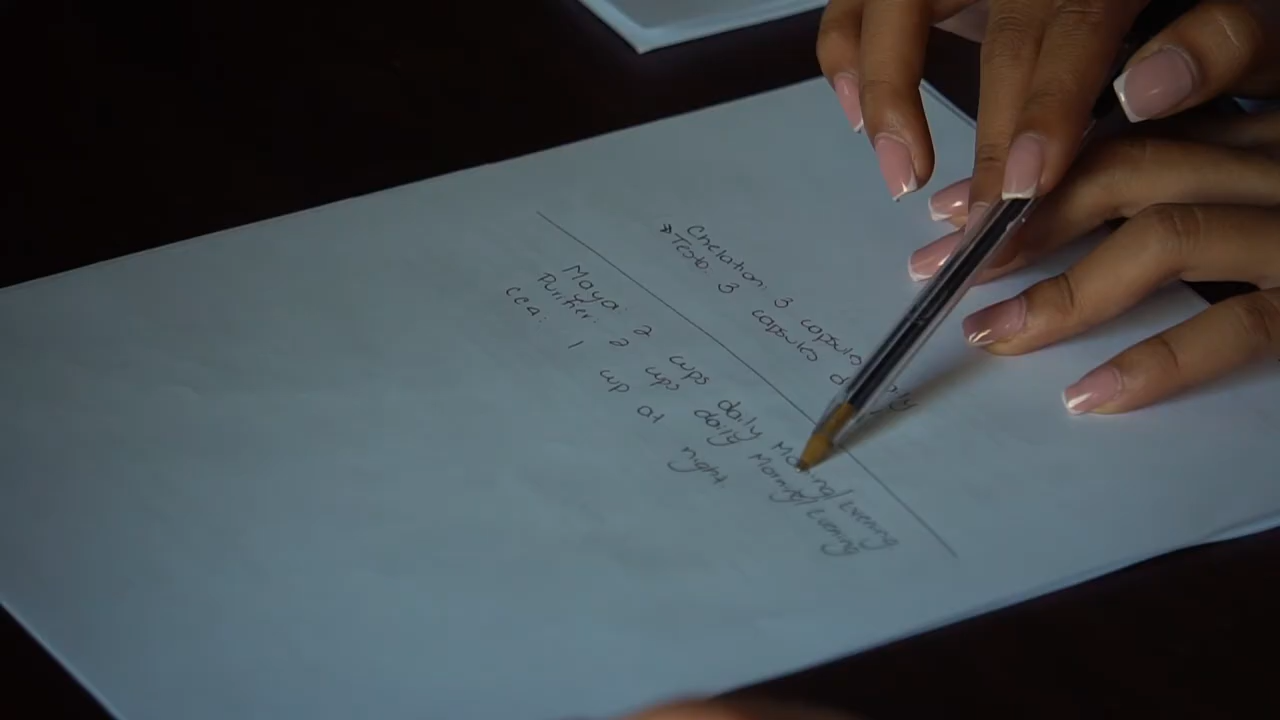 Chelation: 3 capsules
»Testo: 3 capsules
Maya: 2 cups daily Morning/evening
Purifier: 2 cups daily Morning/evening
CCa: 1 cup at night.